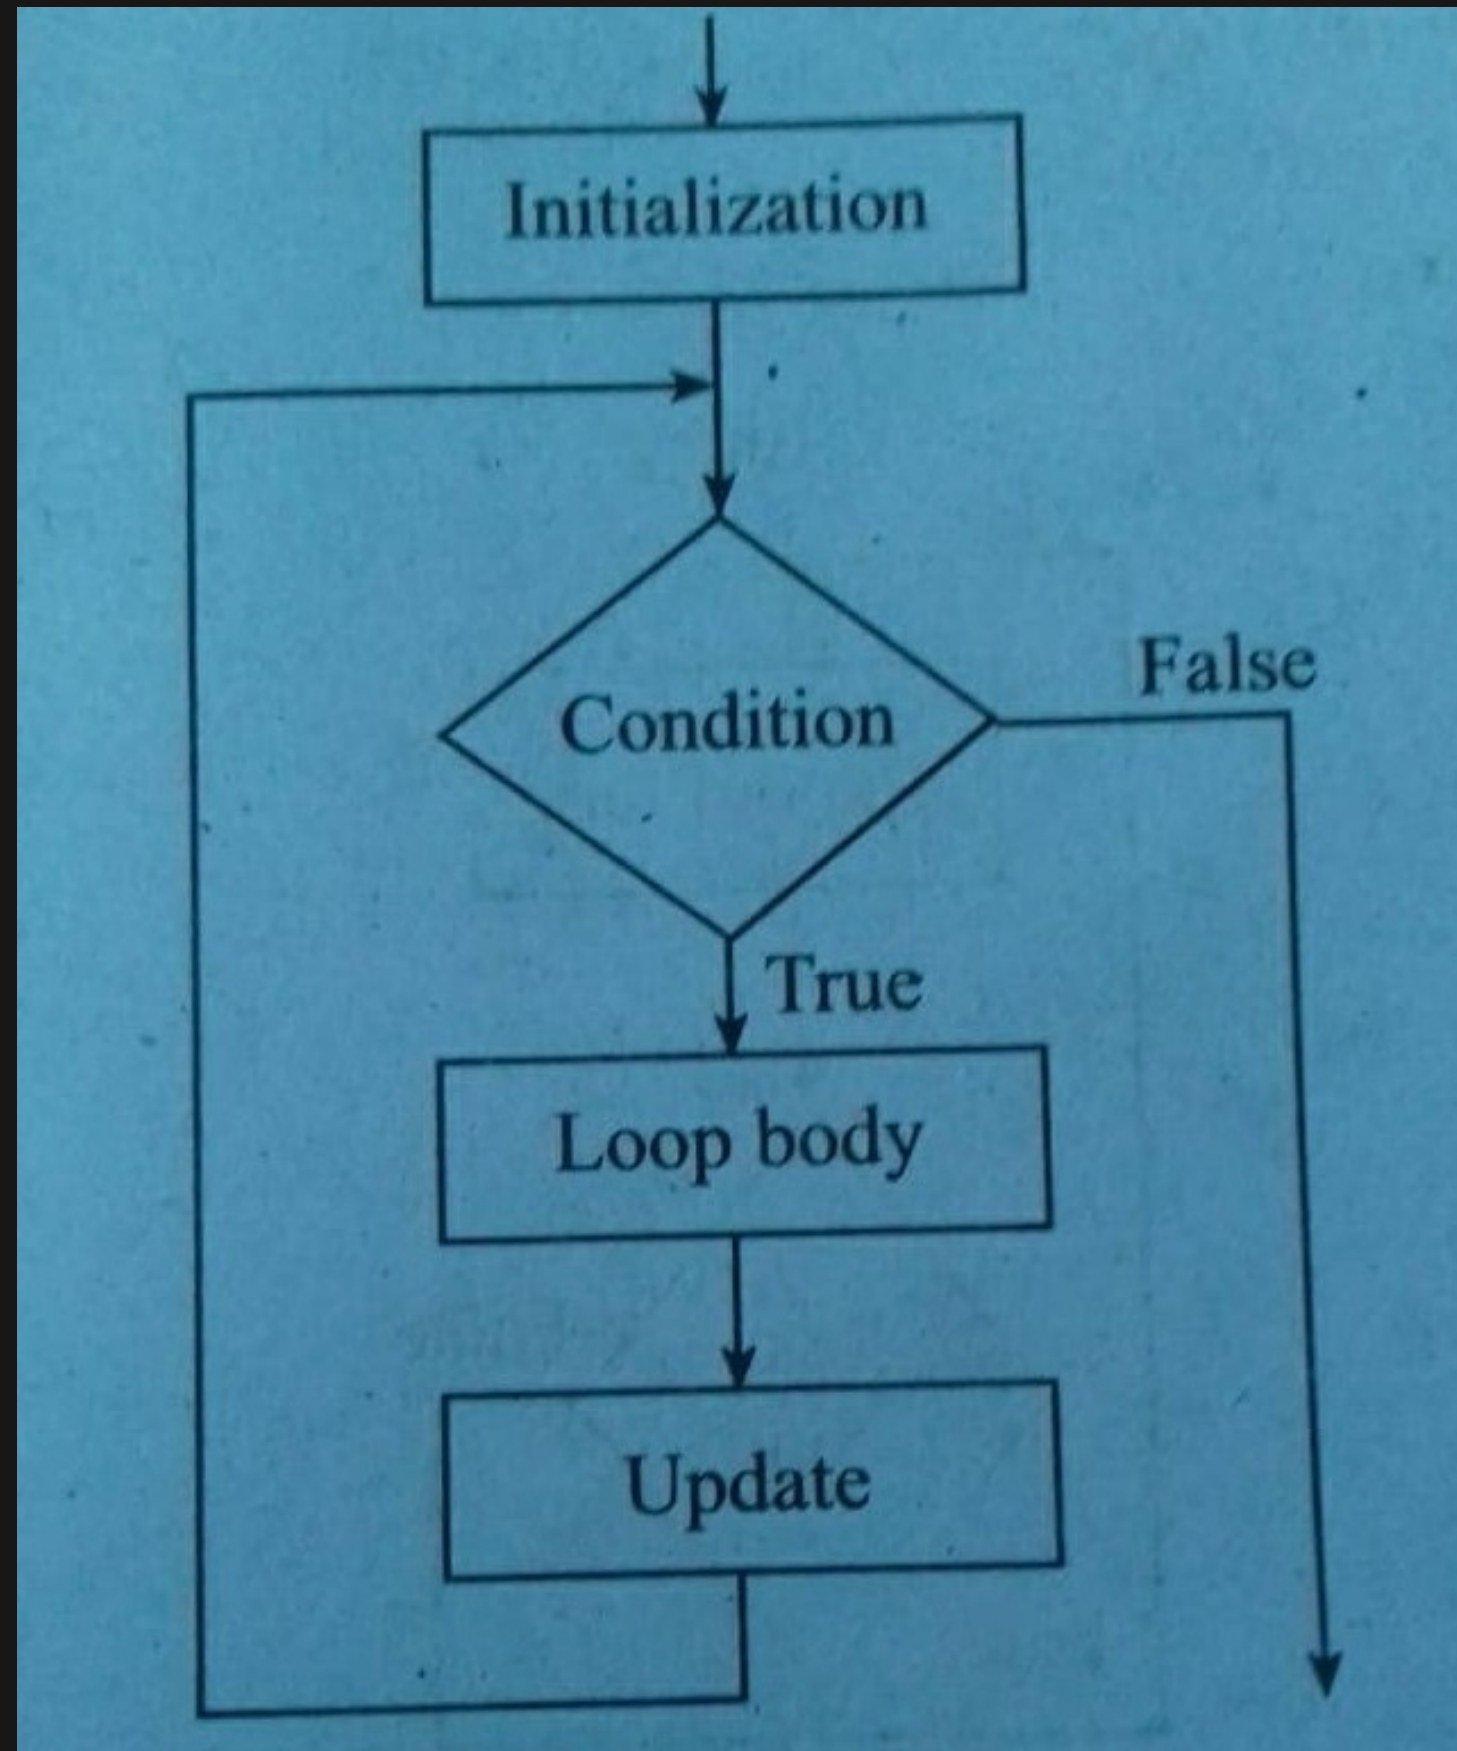 Initialization
Condition
False
True
Loop body
Update